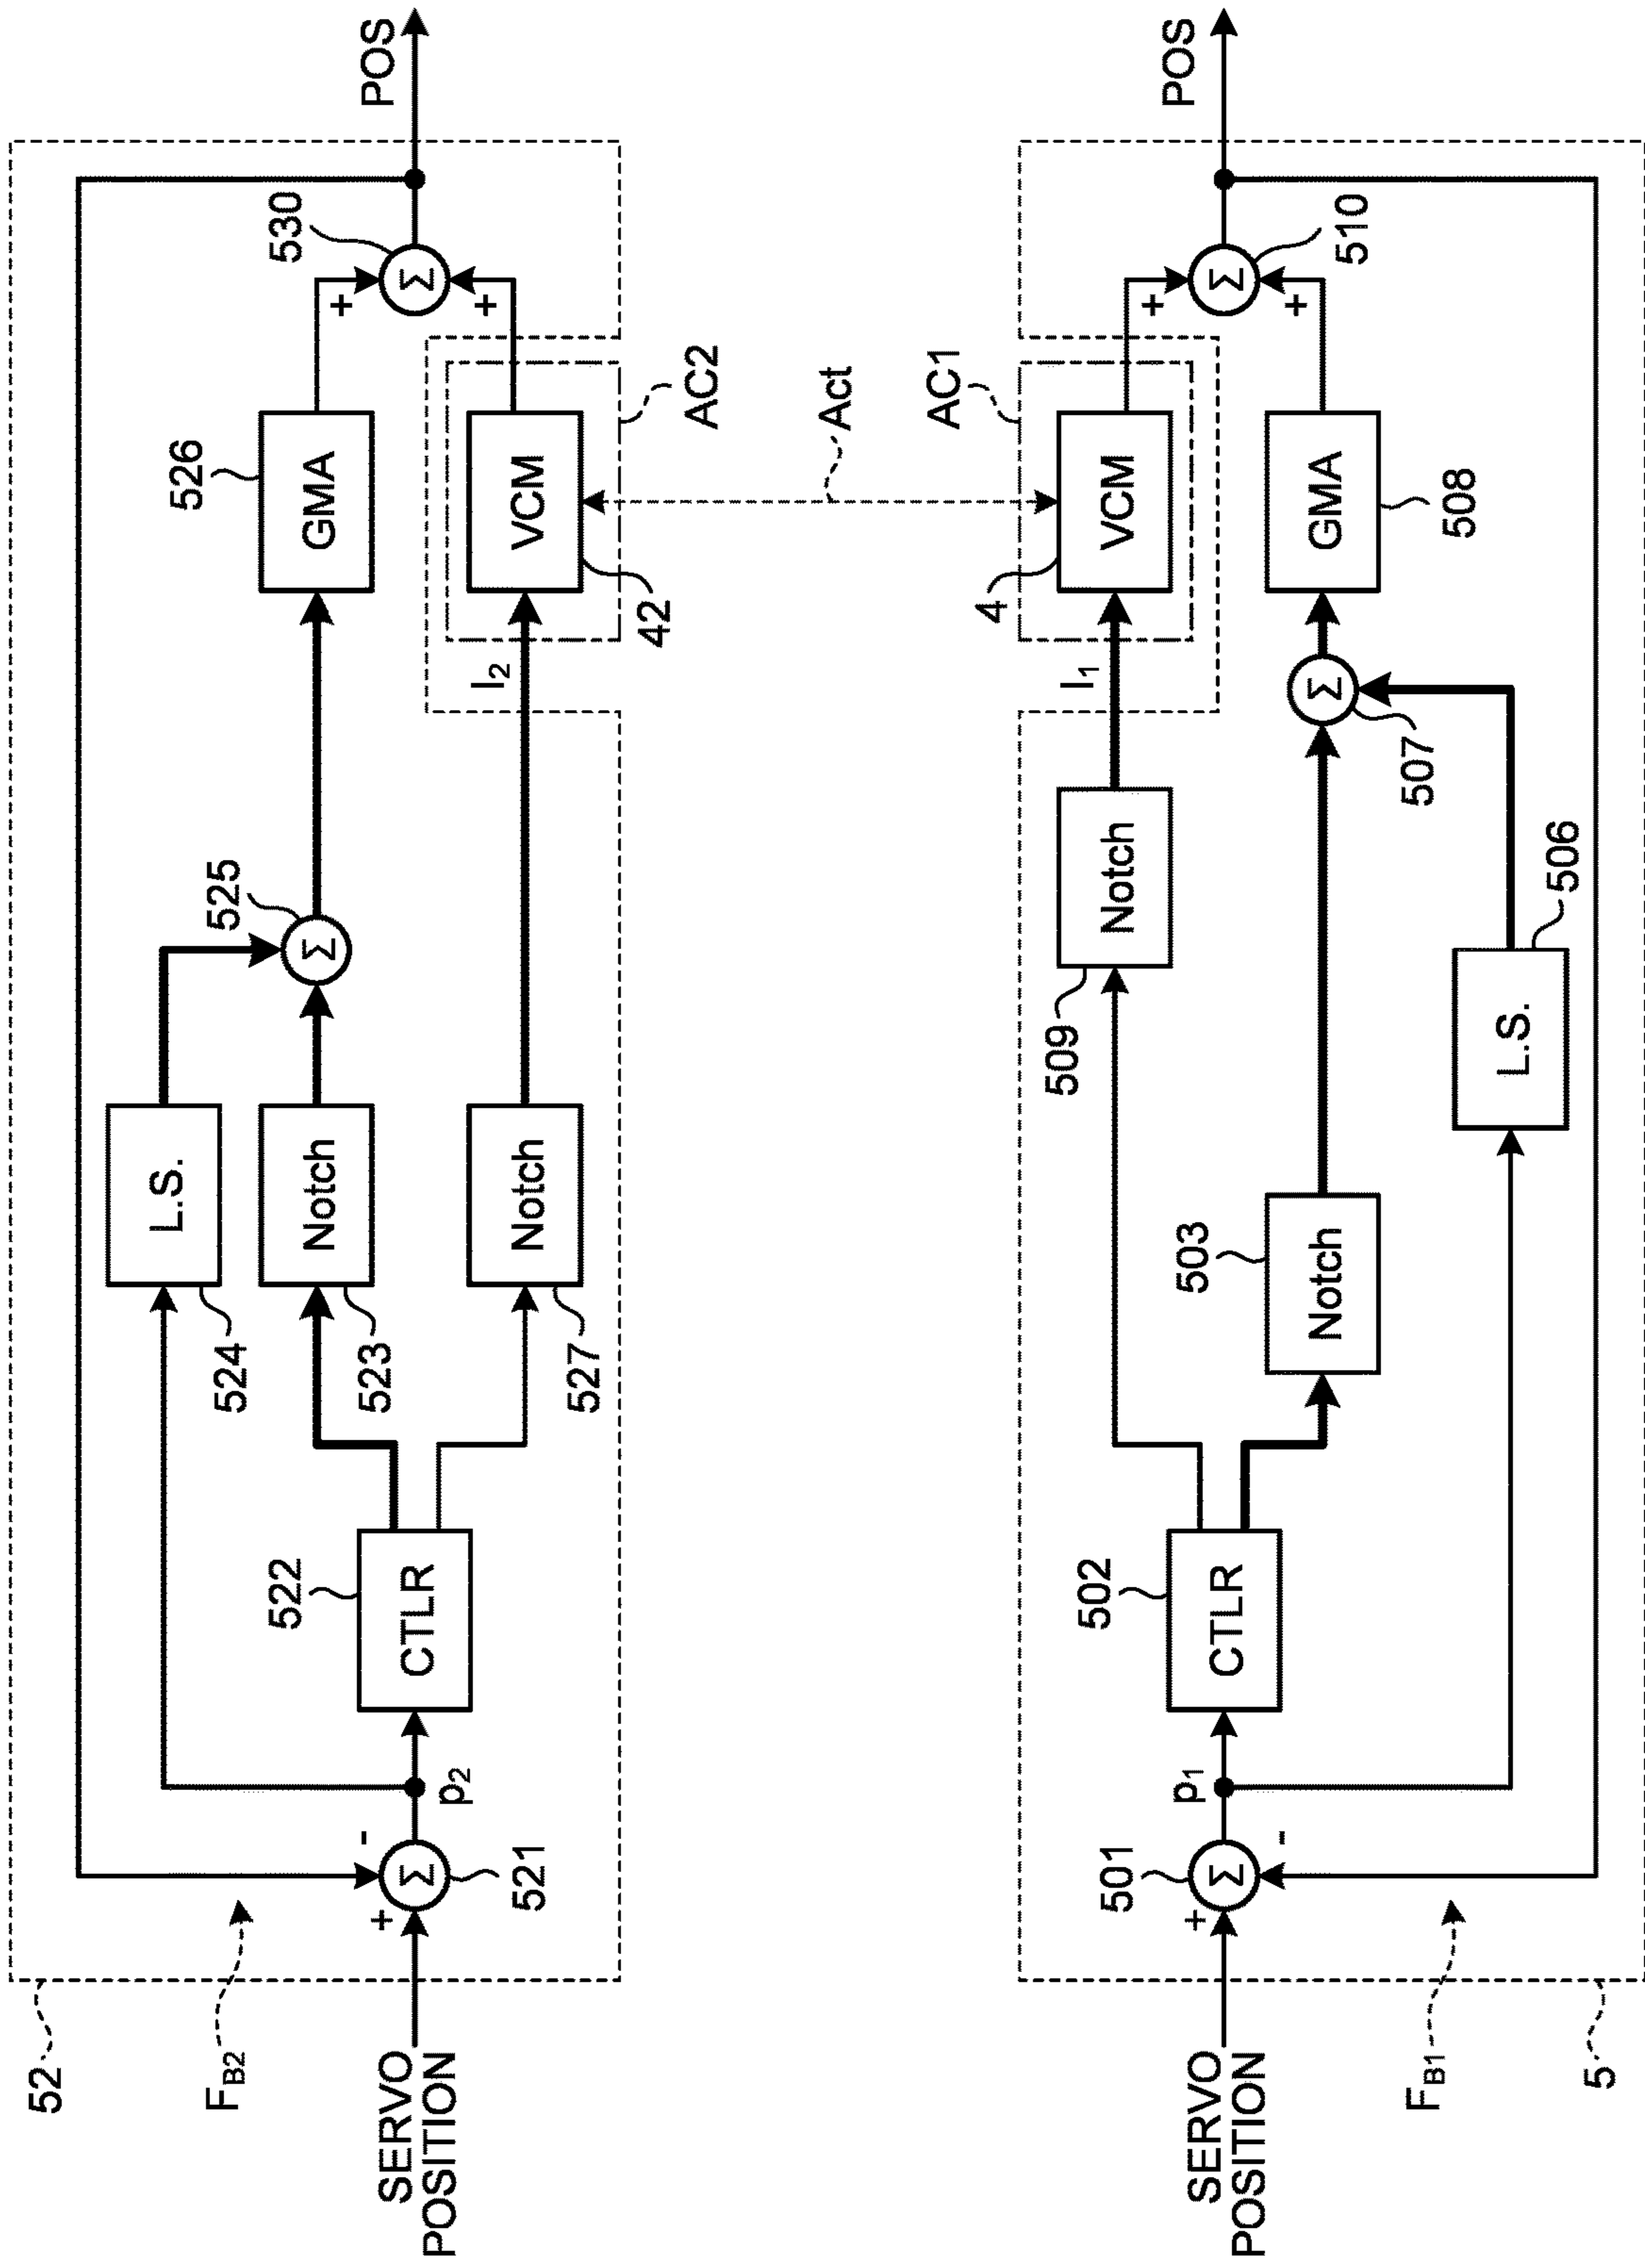 52
F_B2
SERVO
POSITION
+
-
Σ
521
p₂
CTLR
522
L.S.
524
Notch
523
Notch
527
Σ
525
I₂
GMA
526
VCM
42
AC2
+
+
Σ
530
POS
Act
SERVO
POSITION
+
-
Σ
501
p₁
CTLR
502
Notch
509
Notch
503
L.S.
506
Σ
507
I₁
VCM
4
AC1
GMA
508
+
+
Σ
510
POS
F_B1
5